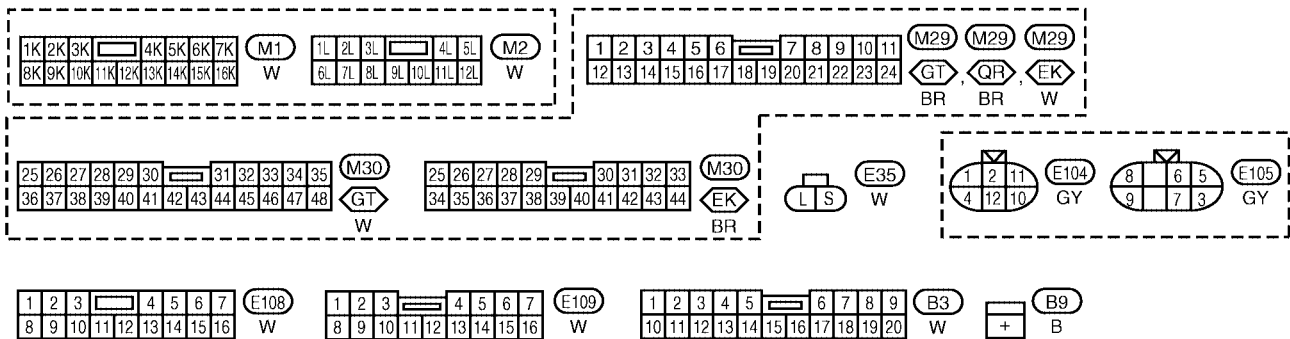 1K 2K 3K 4K 5K 6K 7K M1
8K 9K 10K 11K 12K 13K 14K 15K 16K W
1L 2L 3L 4L 5L M2
6L 7L 8L 9L 10L 11L 12L W
1 2 3 4 5 6 7 8 9 10 11 M29 M29 M29
12 13 14 15 16 17 18 19 20 21 22 23 24 GT , QR , EK
BR BR W
25 26 27 28 29 30 31 32 33 34 35 M30
36 37 38 39 40 41 42 43 44 45 46 47 48 GT
W
25 26 27 28 29 30 31 32 33 M30
34 35 36 37 38 39 40 41 42 43 44 EK
BR
L S E35
W
1 2 11 E104
4 12 10 GY
8 6 5 E105
9 7 3 GY
1 2 3 4 5 6 7 E108
8 9 10 11 12 13 14 15 16 W
1 2 3 4 5 6 7 E109
8 9 10 11 12 13 14 15 16 W
1 2 3 4 5 6 7 8 9 B3
10 11 12 13 14 15 16 17 18 19 20 W
+ B9
B